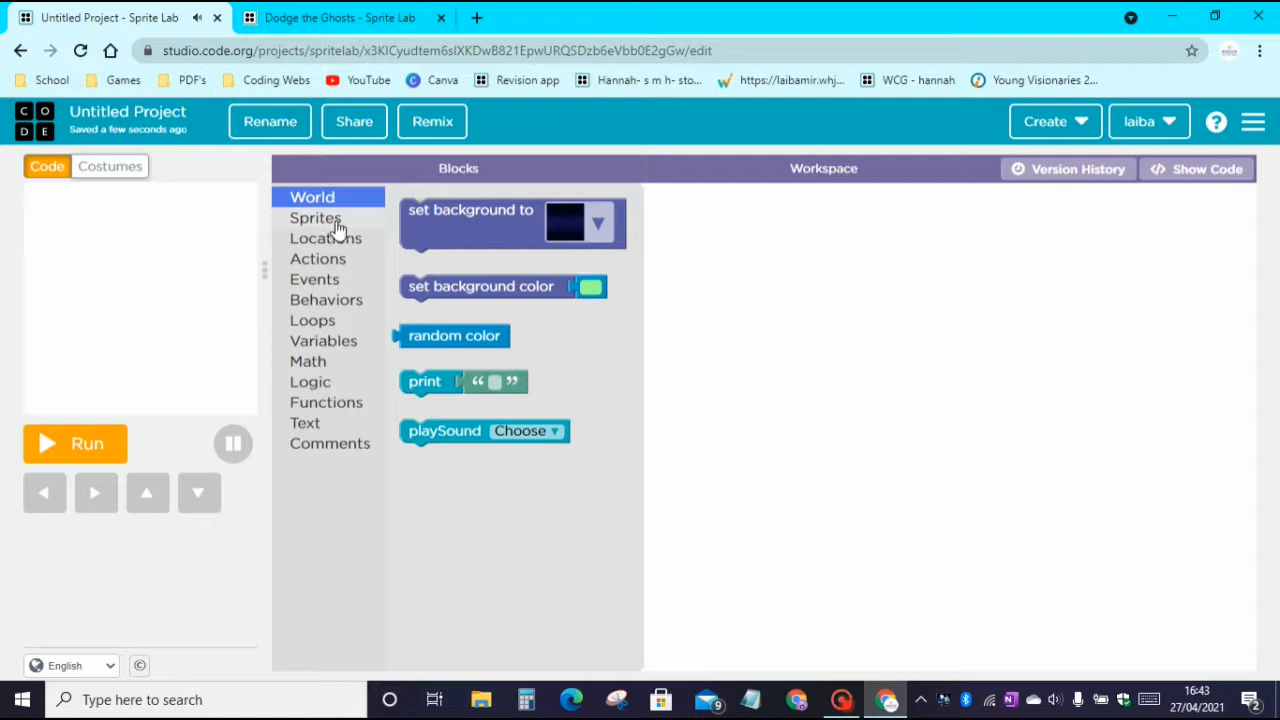 Untitled Project - Sprite Lab
Dodge the Ghosts - Sprite Lab
studio.code.org/projects/spritelab/x3KICyudtem6sIXKDwB821EpwURQSDzb6eVbb0E2gGw/edit
School Games PDF's Coding Webs YouTube Canva Revision app Hannah- s m h- sto... https://laibamir.whj... WCG - hannah Young Visionaries 2...
C O D E
Untitled Project
Saved a few seconds ago
Rename Share Remix Create laiba ?
Code Costumes Blocks Workspace Version History </> Show Code
World
Sprites
Locations
Actions
Events
Behaviors
Loops
Variables
Math
Logic
Functions
Text
Comments
set background to
set background color
random color
print “ ”
playSound Choose
Run
English ©
Type here to search
9
16:43
27/04/2021
2